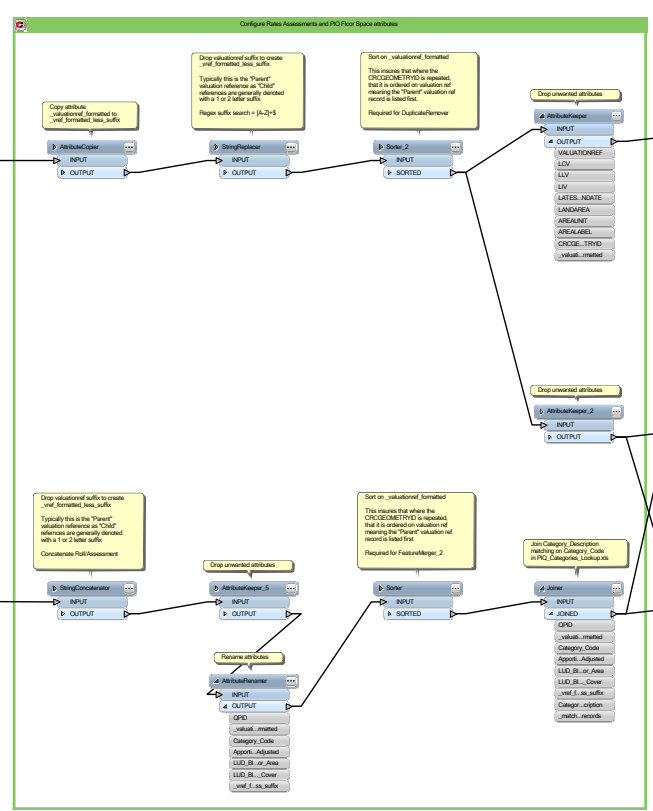 Configure Rates Assessments and PIQ Floor Space attributes
Copy attribute
_valuationref_formatted to
_vref_formatted_less_suffix
AttributeCopier
INPUT
OUTPUT
Drop valuationref suffix to create
_vref_formatted_less_suffix
Typically this is the "Parent"
valuation reference as "Child"
references are generally denoted
with a 1 or 2 letter suffix
Regex suffix search = [A-Z]+$
StringReplacer
INPUT
OUTPUT
Sort on _valuationref_formatted
This insures that where the
CRCGEOMETRYID is repeated,
that it is ordered on valuation ref
meaning the "Parent" valuation ref
record is listed first.
Required for DuplicateRemover
Sorter_2
INPUT
SORTED
Drop unwanted attributes
AttributeKeeper
INPUT
OUTPUT
VALUATIONREF
LCV
LLV
LIV
LATES...NDATE
LANDAREA
AREAUNIT
AREALABEL
CRCGE...TRYID
_valuati...rmatted
Drop unwanted attributes
AttributeKeeper_2
INPUT
OUTPUT
Drop valuationref suffix to create
_vref_formatted_less_suffix
Typically this is the "Parent"
valuation reference as "Child"
refernces are generally denoted
with a 1 or 2 letter suffix
Concatenate Roll/Assessment
StringConcatenator
INPUT
OUTPUT
Drop unwanted attributes
AttributeKeeper_5
INPUT
OUTPUT
Rename attributes
AttributeRenamer
INPUT
OUTPUT
QPID
_valuati...rmatted
Category_Code
Apporti...Adjusted
LUD_Bl...or_Area
LUD_Bl..._Cover
_vref_f...ss_suffix
Sort on _valuationref_formatted
This insures that where the
CRCGEOMETRYID is repeated,
that it is ordered on valuation ref
meaning the "Parent" valuation ref
record is listed first
Required for FeatureMerger_2
Sorter
INPUT
SORTED
Join Category_Description
matching on Category_Code
in PIQ_Categories_Lookup.xls
Joiner
INPUT
JOINED
QPID
_valuati...rmatted
Category_Code
Apporti...Adjusted
LUD_Bl...or_Area
LUD_Bl..._Cover
_vref_f...ss_suffix
Categor...cription
_match...records